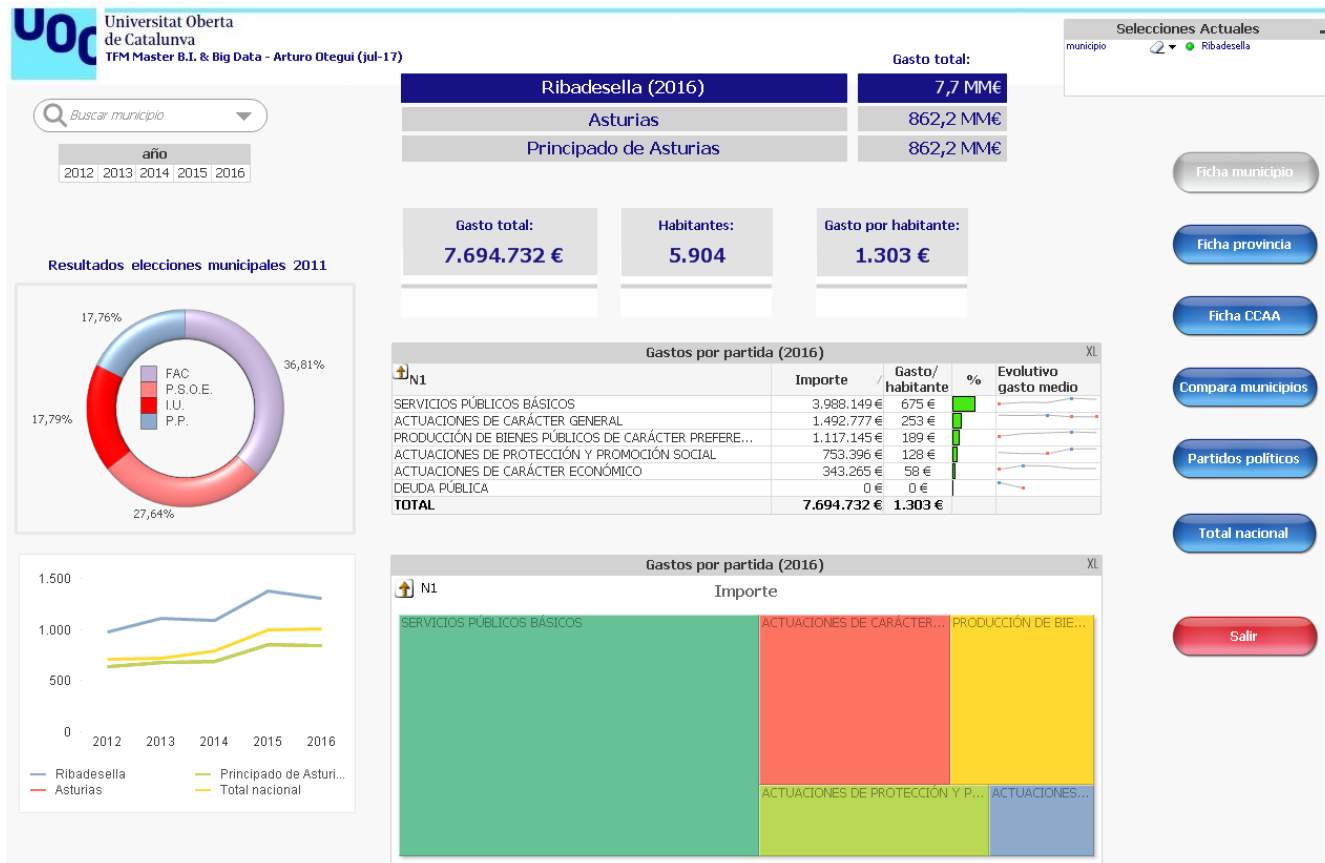 UOC
Universitat Oberta
de Catalunya
TFM Master B.I. & Big Data - Arturo Otegui (jul-17)
Selecciones Actuales
municipio Ribadesella
Gasto total:
Ribadesella (2016) 7,7 MM€
Asturias 862,2 MM€
Principado de Asturias 862,2 MM€
Buscar municipio
año
2012 2013 2014 2015 2016
Gasto total:
7.694.732 €
Habitantes:
5.904
Gasto por habitante:
1.303 €
Ficha municipio
Ficha provincia
Ficha CCAA
Compara municipios
Partidos políticos
Total nacional
Salir
Resultados elecciones municipales 2011
17,76%
36,81%
17,79%
27,64%
FAC
P.S.O.E.
I.U.
P.P.
Gastos por partida (2016) XL
N1 Importe Gasto/ habitante % Evolutivo gasto medio
SERVICIOS PÚBLICOS BÁSICOS 3.988.149 € 675 €
ACTUACIONES DE CARÁCTER GENERAL 1.492.777 € 253 €
PRODUCCIÓN DE BIENES PÚBLICOS DE CARÁCTER PREFERE... 1.117.145 € 189 €
ACTUACIONES DE PROTECCIÓN Y PROMOCIÓN SOCIAL 753.396 € 128 €
ACTUACIONES DE CARÁCTER ECONÓMICO 343.265 € 58 €
DEUDA PÚBLICA 0 € 0 €
TOTAL 7.694.732 € 1.303 €
1.500
1.000
500
0
2012 2013 2014 2015 2016
Ribadesella Principado de Asturi...
Asturias Total nacional
Gastos por partida (2016) XL
N1
Importe
SERVICIOS PÚBLICOS BÁSICOS
ACTUACIONES DE CARÁCTER...
PRODUCCIÓN DE BIE...
ACTUACIONES DE PROTECCIÓN Y P...
ACTUACIONES...